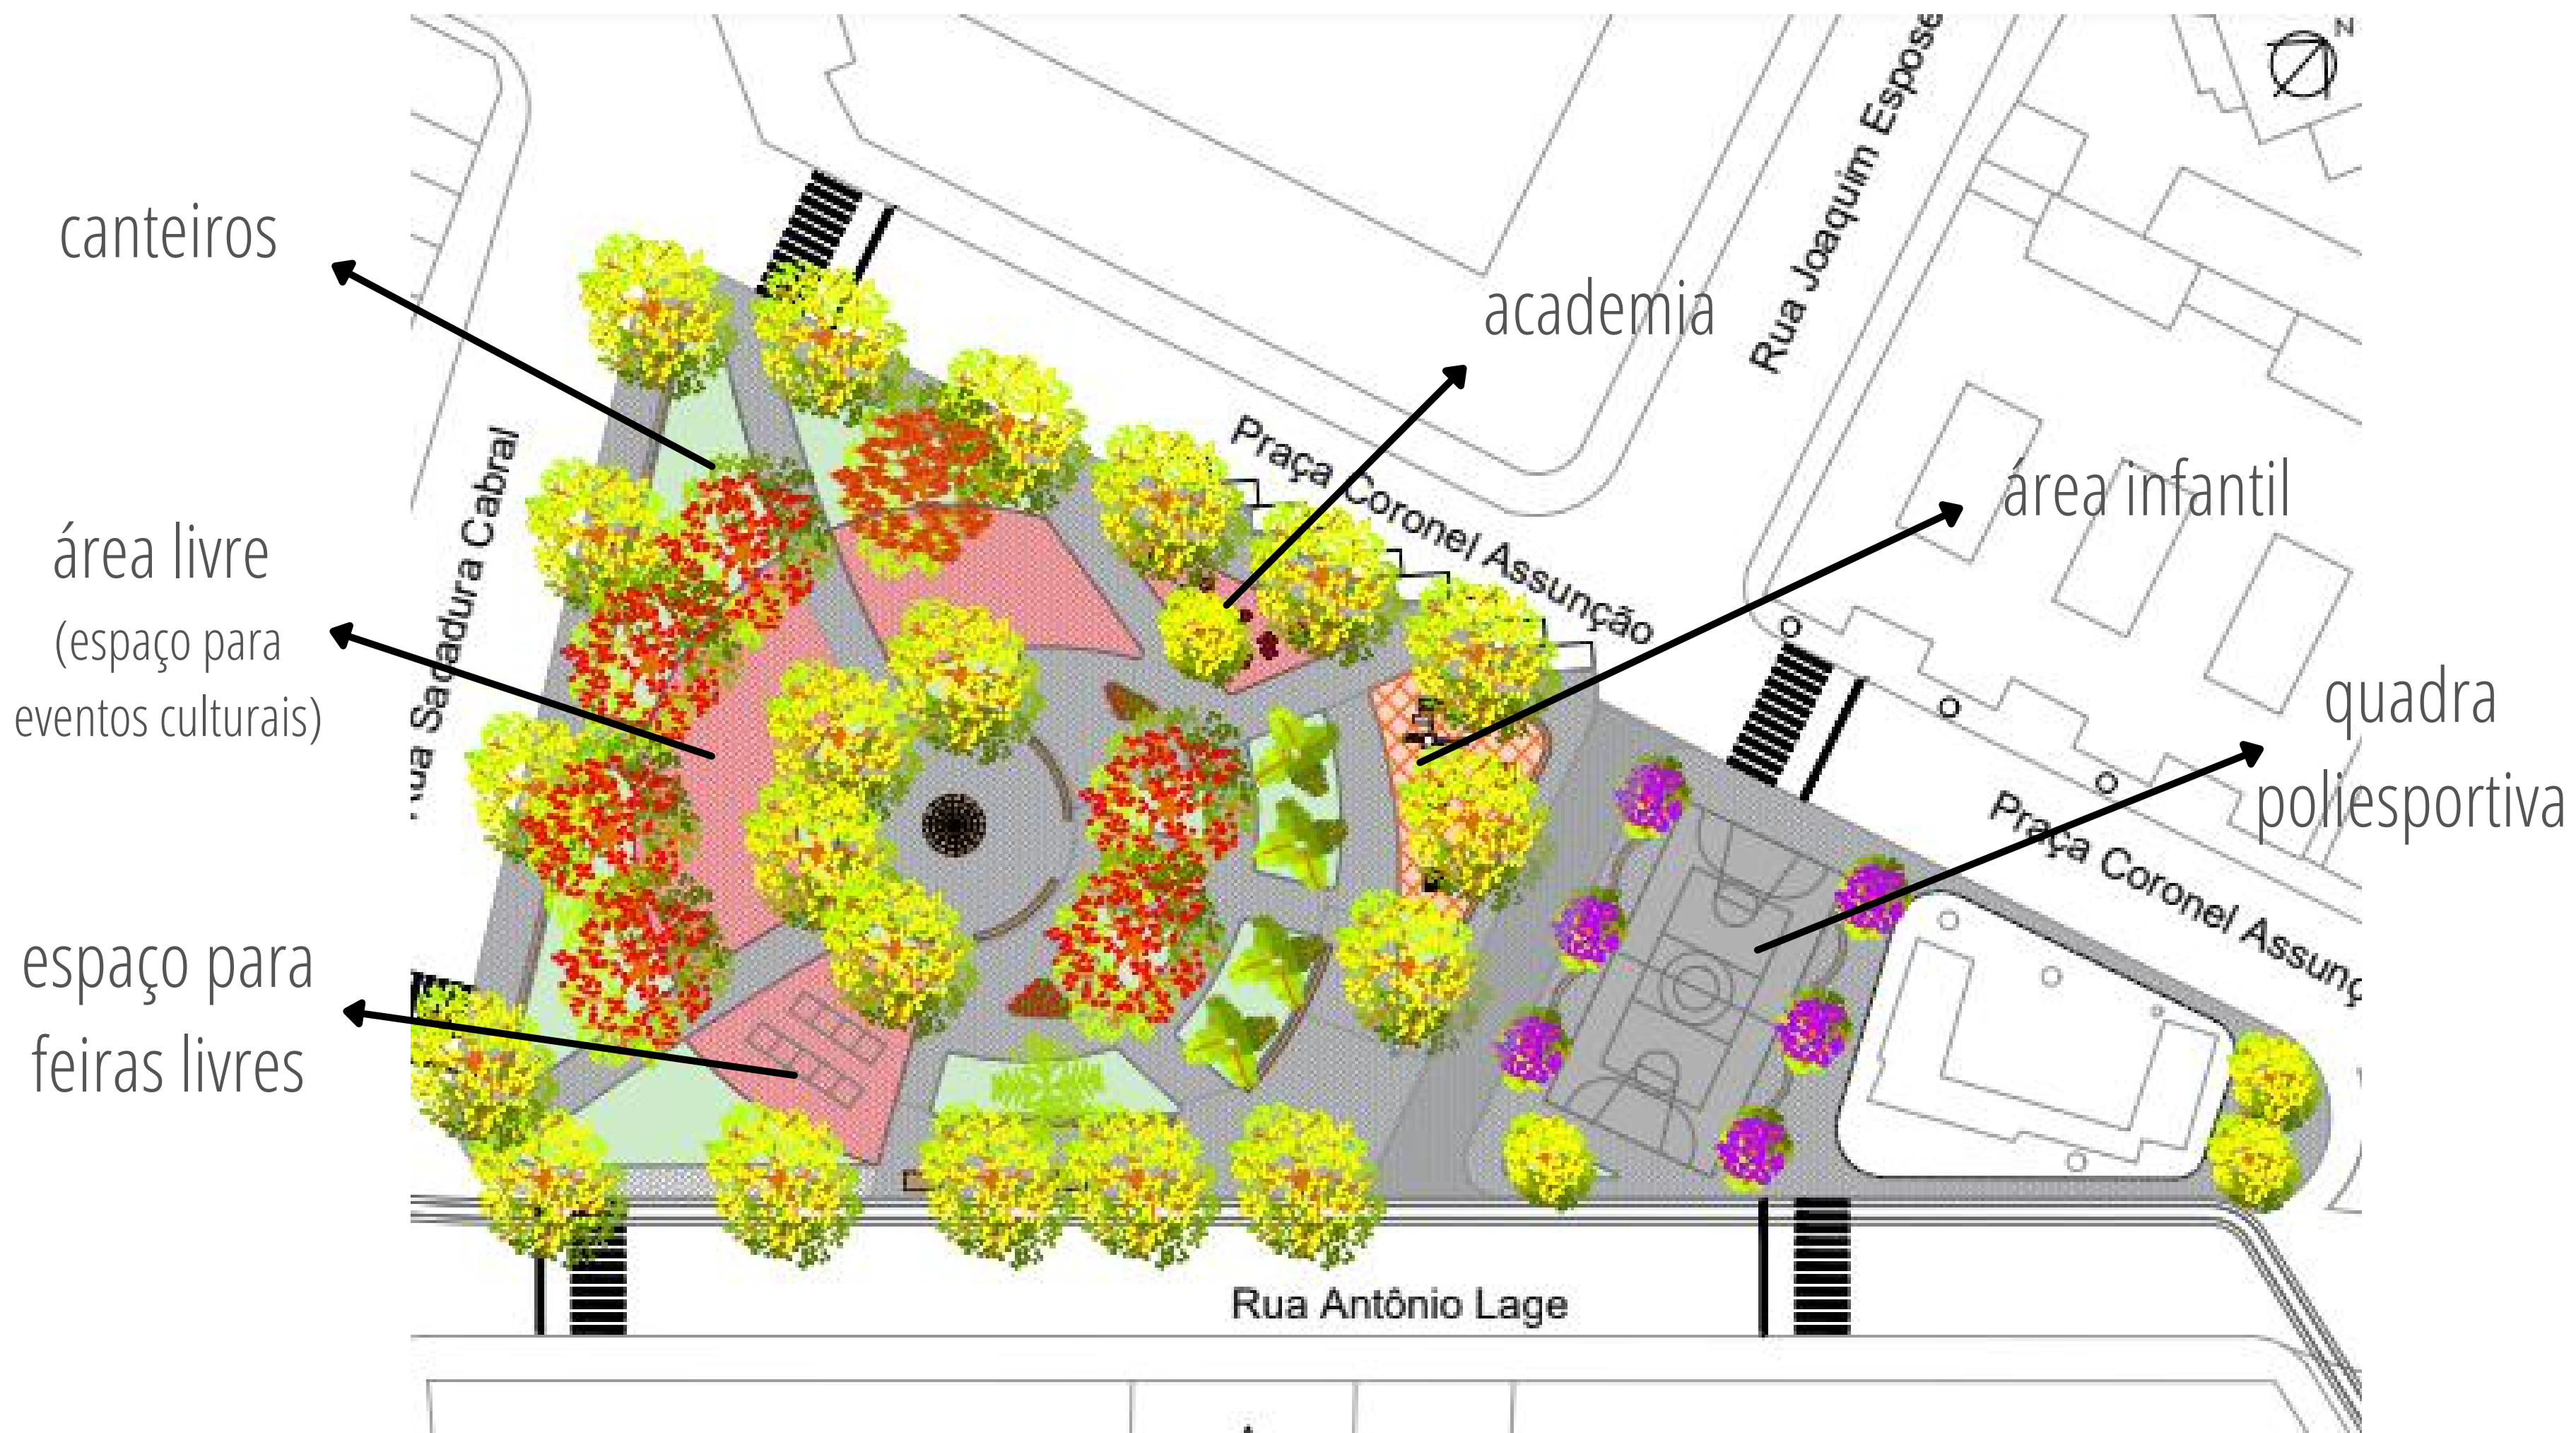 N
Rua Joaquim Espose
canteiros
academia
Praça Coronel Assunção
área infantil
área livre
(espaço para
eventos culturais)
Rua Sacadura Cabral
quadra
poliesportiva
Praça Coronel Assunç
espaço para
feiras livres
Rua Antônio Lage